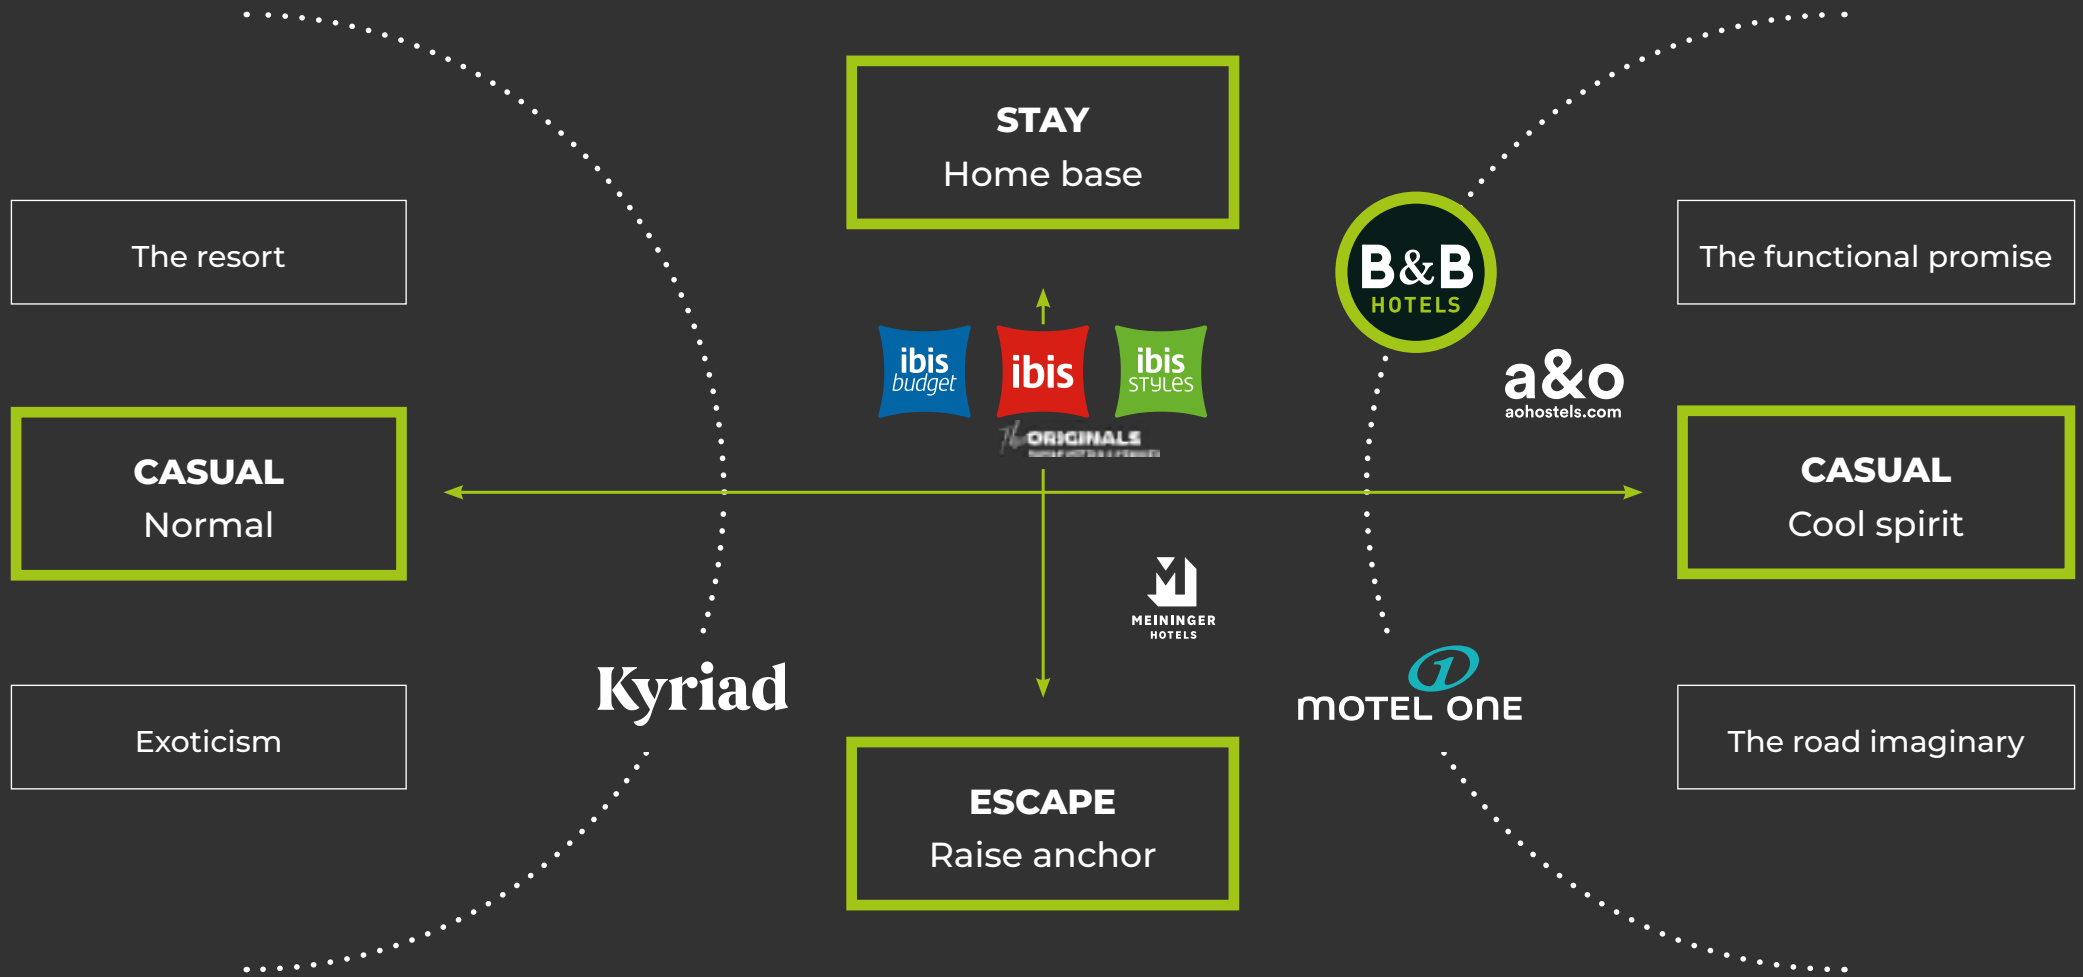 STAY
Home base
The resort
B&B
HOTELS
The functional promise
ibis
budget
ibis
ibis
STYLES
a&o
aohostels.com
The ORIGINALS
CASUAL
Normal
CASUAL
Cool spirit
MEININGER
HOTELS
Kyriad
MOTEL ONE
Exoticism
The road imaginary
ESCAPE
Raise anchor